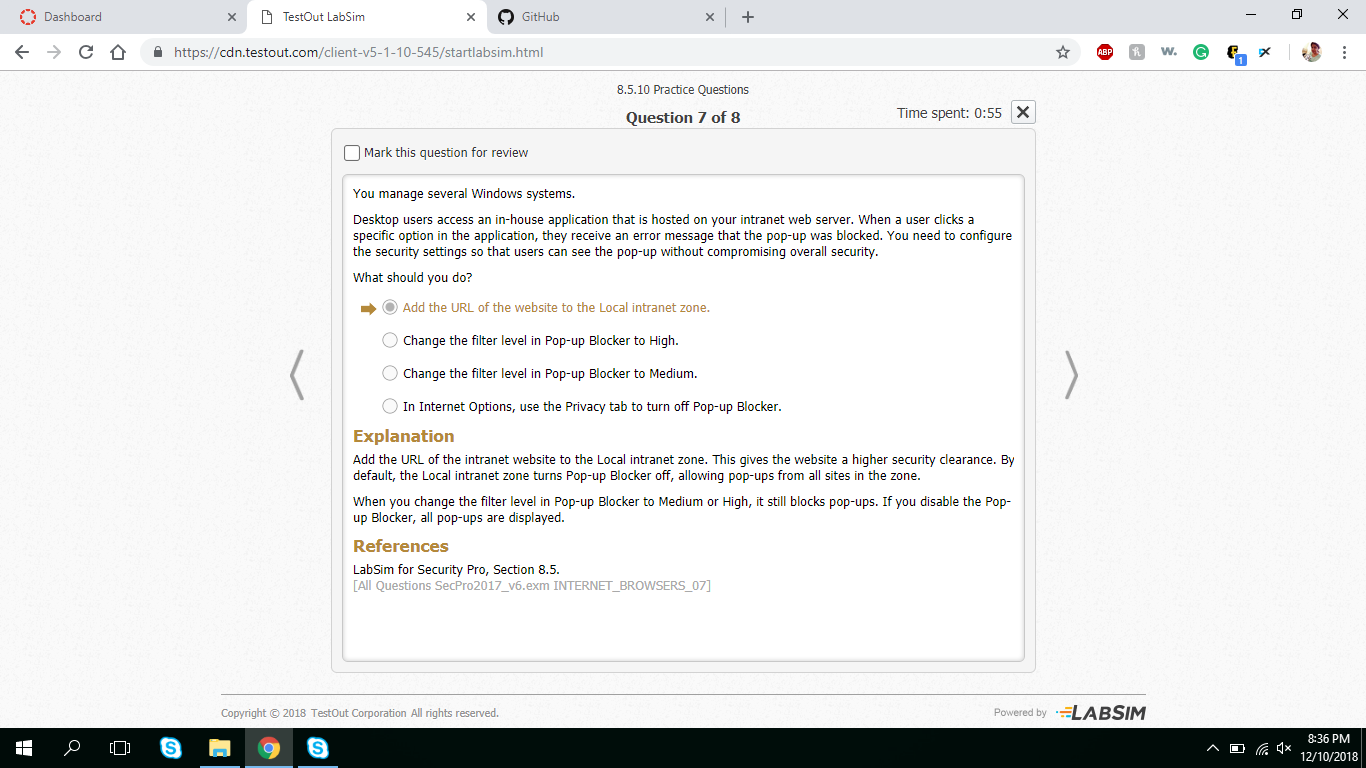 Dashboard
TestOut LabSim
GitHub
https://cdn.testout.com/client-v5-1-10-545/startlabsim.html
ABP
w.
1
8.5.10 Practice Questions
Question 7 of 8
Time spent: 0:55
Mark this question for review
You manage several Windows systems.
Desktop users access an in-house application that is hosted on your intranet web server. When a user clicks a
specific option in the application, they receive an error message that the pop-up was blocked. You need to configure
the security settings so that users can see the pop-up without compromising overall security.
What should you do?
Add the URL of the website to the Local intranet zone.
Change the filter level in Pop-up Blocker to High.
Change the filter level in Pop-up Blocker to Medium.
In Internet Options, use the Privacy tab to turn off Pop-up Blocker.
Explanation
Add the URL of the intranet website to the Local intranet zone. This gives the website a higher security clearance. By
default, the Local intranet zone turns Pop-up Blocker off, allowing pop-ups from all sites in the zone.
When you change the filter level in Pop-up Blocker to Medium or High, it still blocks pop-ups. If you disable the Pop-
up Blocker, all pop-ups are displayed.
References
LabSim for Security Pro, Section 8.5.
[All Questions SecPro2017_v6.exm INTERNET_BROWSERS_07]
Copyright © 2018 TestOut Corporation All rights reserved.
Powered by LABSIM
8:36 PM
12/10/2018